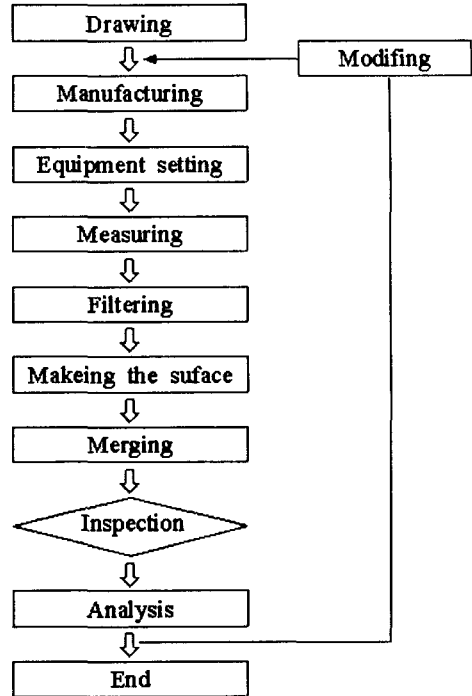 Drawing
Modifing
Manufacturing
Equipment setting
Measuring
Filtering
Makeing the suface
Merging
Inspection
Analysis
End